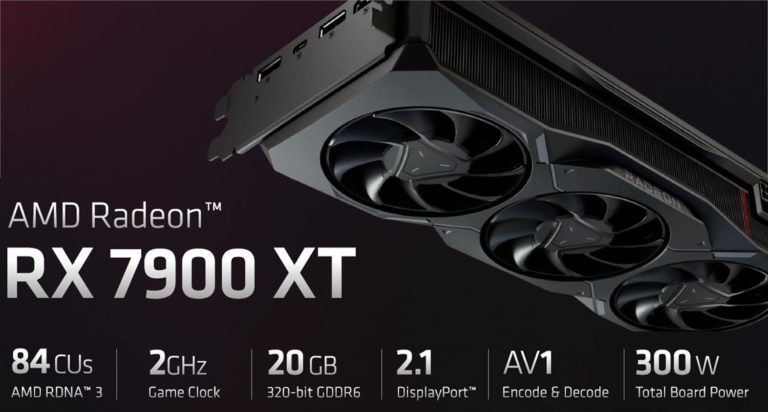 RADEON
AMD Radeon™
RX 7900 XT
84 CUs
AMD RDNA™ 3
2GHz
Game Clock
20 GB
320-bit GDDR6
2.1
DisplayPort™
AV1
Encode & Decode
300 W
Total Board Power